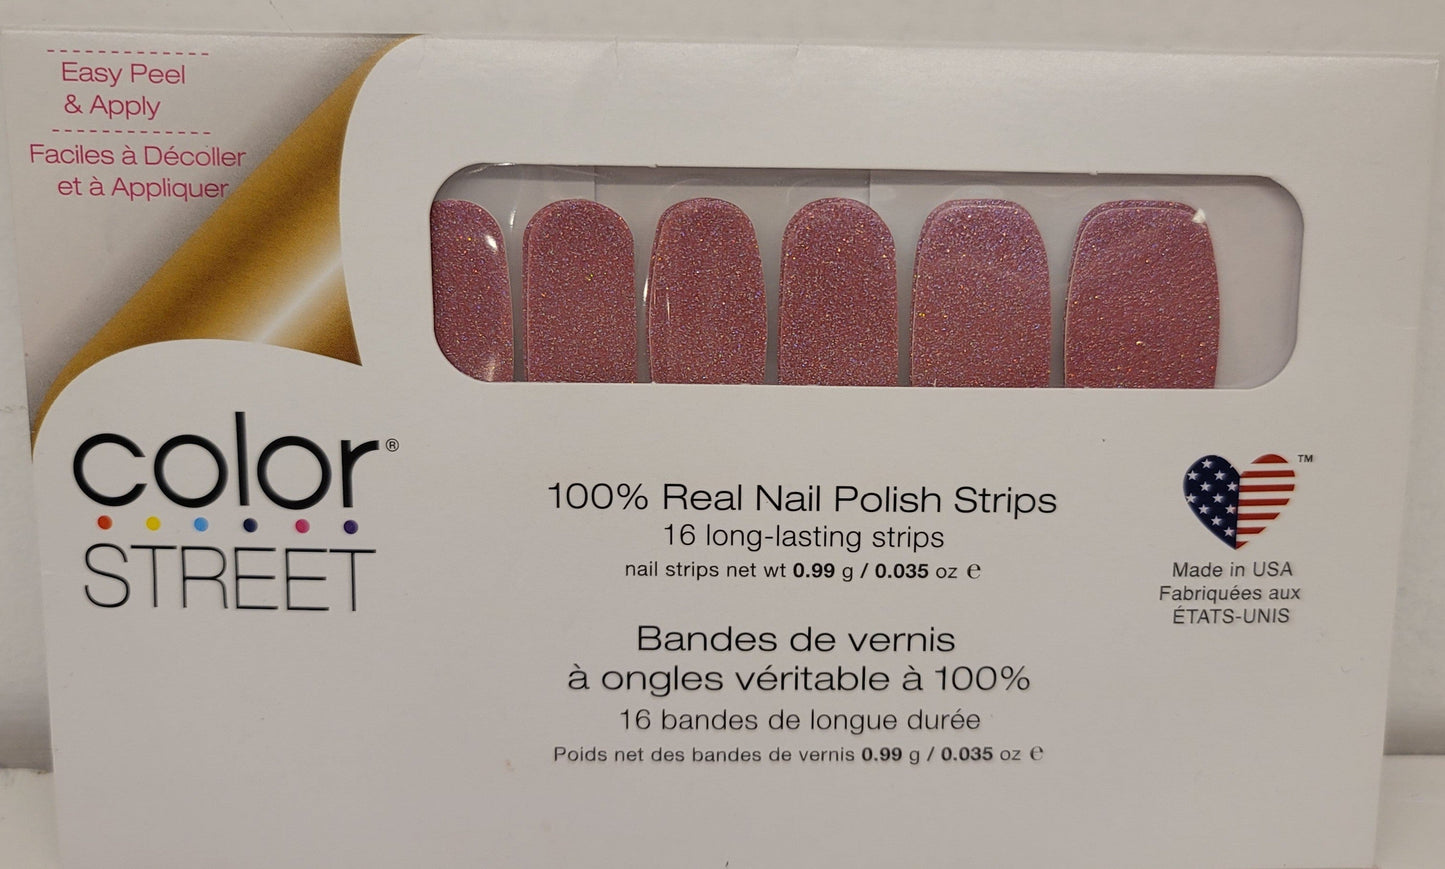 Easy Peel
& Apply
Faciles à Décoller
et à Appliquer
color®
STREET
100% Real Nail Polish Strips
16 long-lasting strips
nail strips net wt 0.99 g / 0.035 oz ℮
Bandes de vernis
à ongles véritable à 100%
16 bandes de longue durée
Poids net des bandes de vernis 0.99 g / 0.035 oz ℮
TM
Made in USA
Fabriquées aux
ÉTATS-UNIS